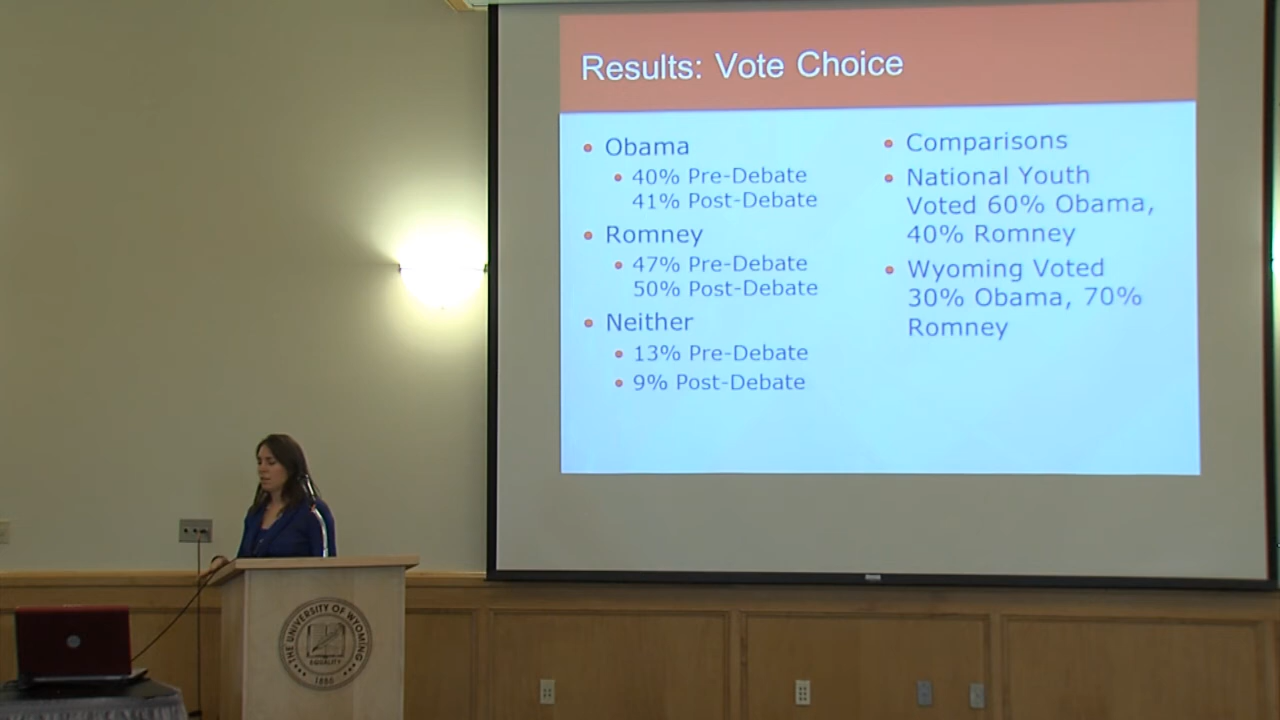 Results: Vote Choice
Obama
40% Pre-Debate
41% Post-Debate
Romney
47% Pre-Debate
50% Post-Debate
Neither
13% Pre-Debate
9% Post-Debate
Comparisons
National Youth
Voted 60% Obama,
40% Romney
Wyoming Voted
30% Obama, 70%
Romney
THE UNIVERSITY OF WYOMING
EQUALITY
1886